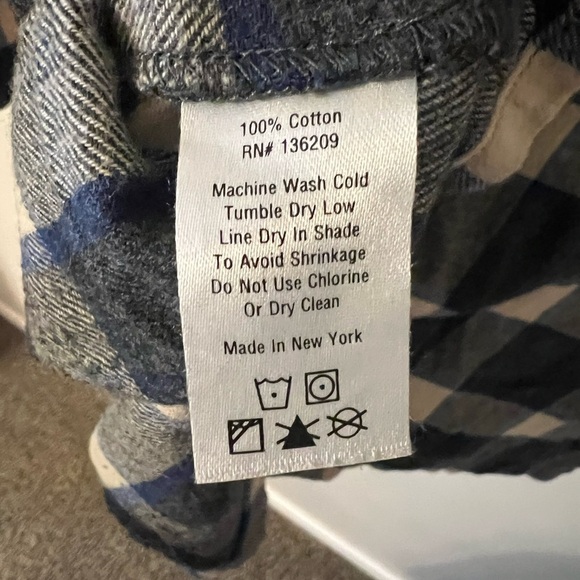 100% Cotton
RN# 136209
Machine Wash Cold
Tumble Dry Low
Line Dry In Shade
To Avoid Shrinkage
Do Not Use Chlorine
Or Dry Clean
Made In New York